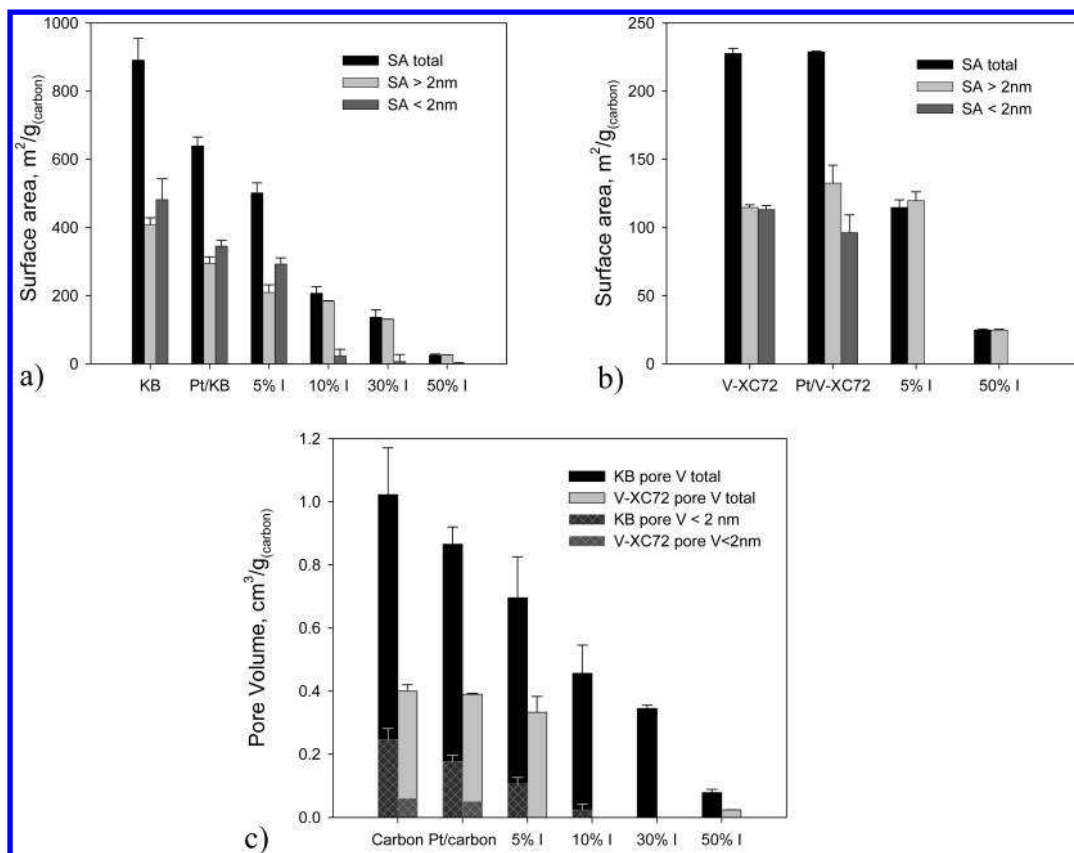 1000
800
600
400
200
0
Surface area, m²/g(carbon)
SA total
SA > 2nm
SA < 2nm
KB Pt/KB 5% I 10% I 30% I 50% I
a)
250
200
150
100
50
0
Surface area, m²/g(carbon)
SA total
SA > 2nm
SA < 2nm
V-XC72 Pt/V-XC72 5% I 50% I
b)
1.2
1.0
0.8
0.6
0.4
0.2
0.0
Pore Volume, cm³/g(carbon)
KB pore V total
V-XC72 pore V total
KB pore V < 2 nm
V-XC72 pore V<2nm
Carbon Pt/carbon 5% I 10% I 30% I 50% I
c)